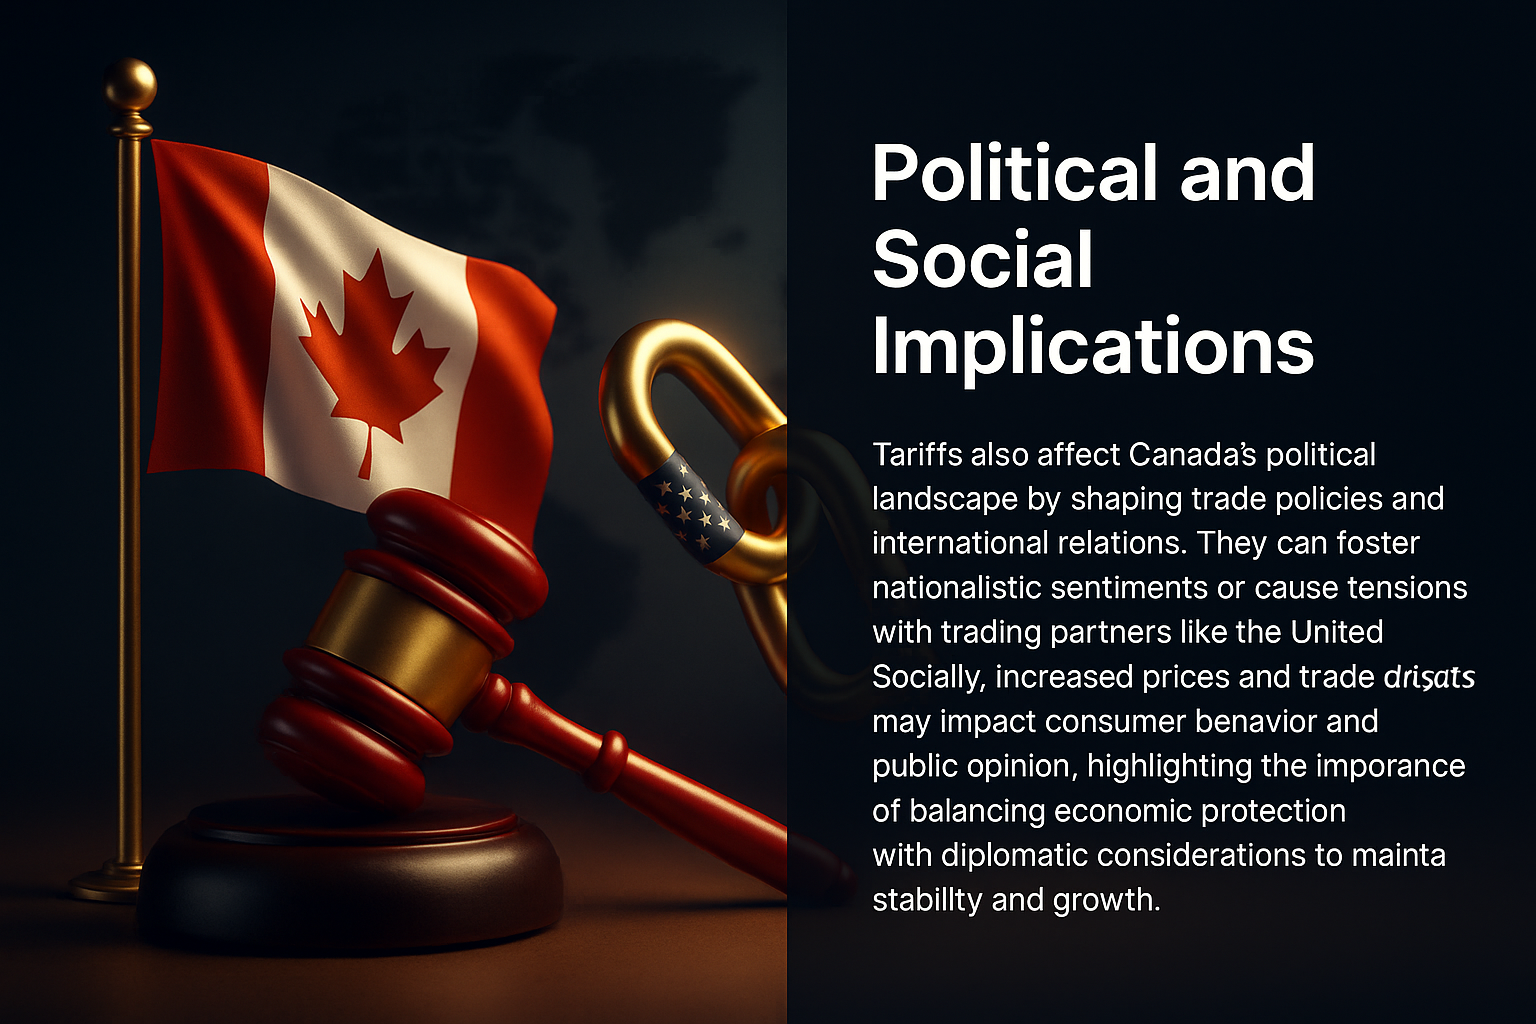 Political and
Social
Implications
Tariffs also affect Canada’s political
landscape by shaping trade policies and
international relations. They can foster
nationalistic sentiments or cause tensions
with trading partners like the United
Socially, increased prices and trade
may impact consumer benavior and
public opinion, highlighting the imporance
of balancing economic protection
with diplomatic considerations to mainta
stabillty and growth.